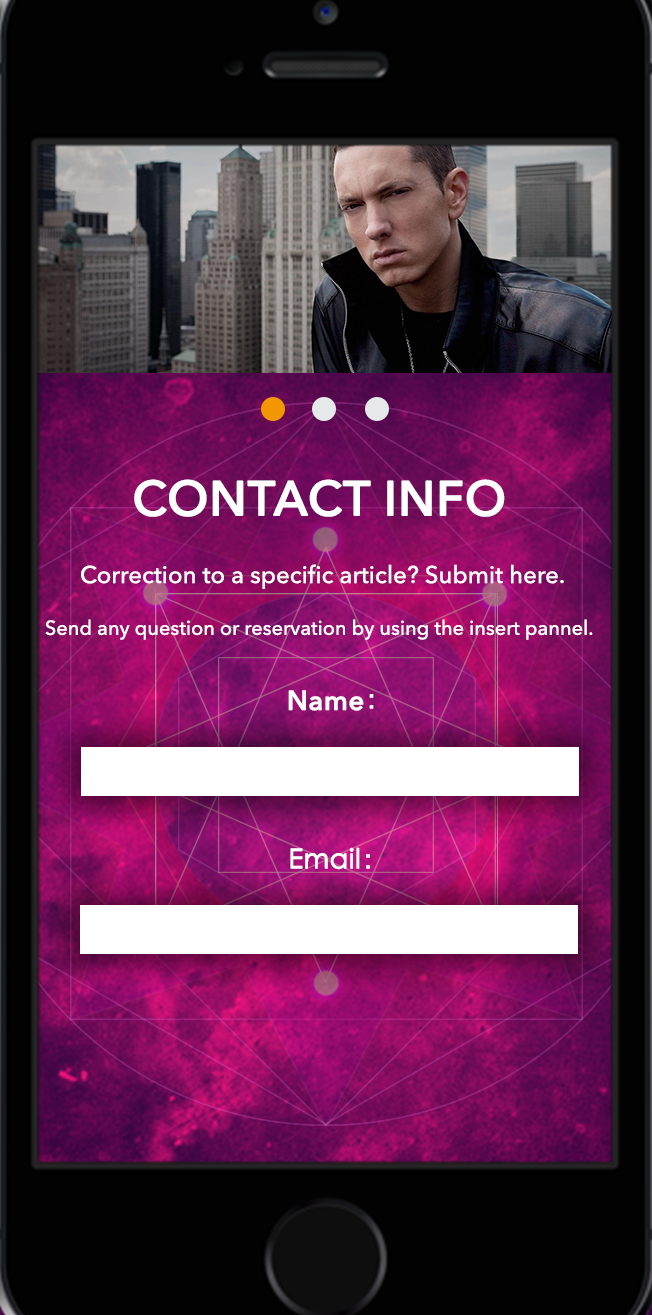 CONTACT INFO
Correction to a specific article? Submit here.
Send any question or reservation by using the insert pannel.
Name:
Email: